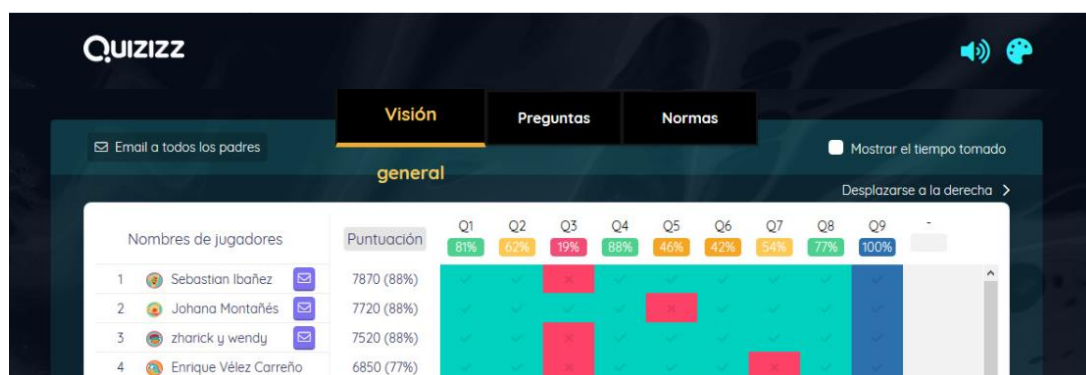 Quizizz
Visión general
Preguntas
Normas
Email a todos los padres
Mostrar el tiempo tomado
Desplazarse a la derecha
Nombres de jugadores Puntuación Q1 Q2 Q3 Q4 Q5 Q6 Q7 Q8 Q9 -
81% 62% 19% 88% 46% 42% 54% 77% 100%
1 Sebastian Ibañez 7870 (88%)
2 Johana Montañés 7720 (88%)
3 zharick y wendy 7520 (88%)
4 Enrique Vélez Carreño 6850 (77%)